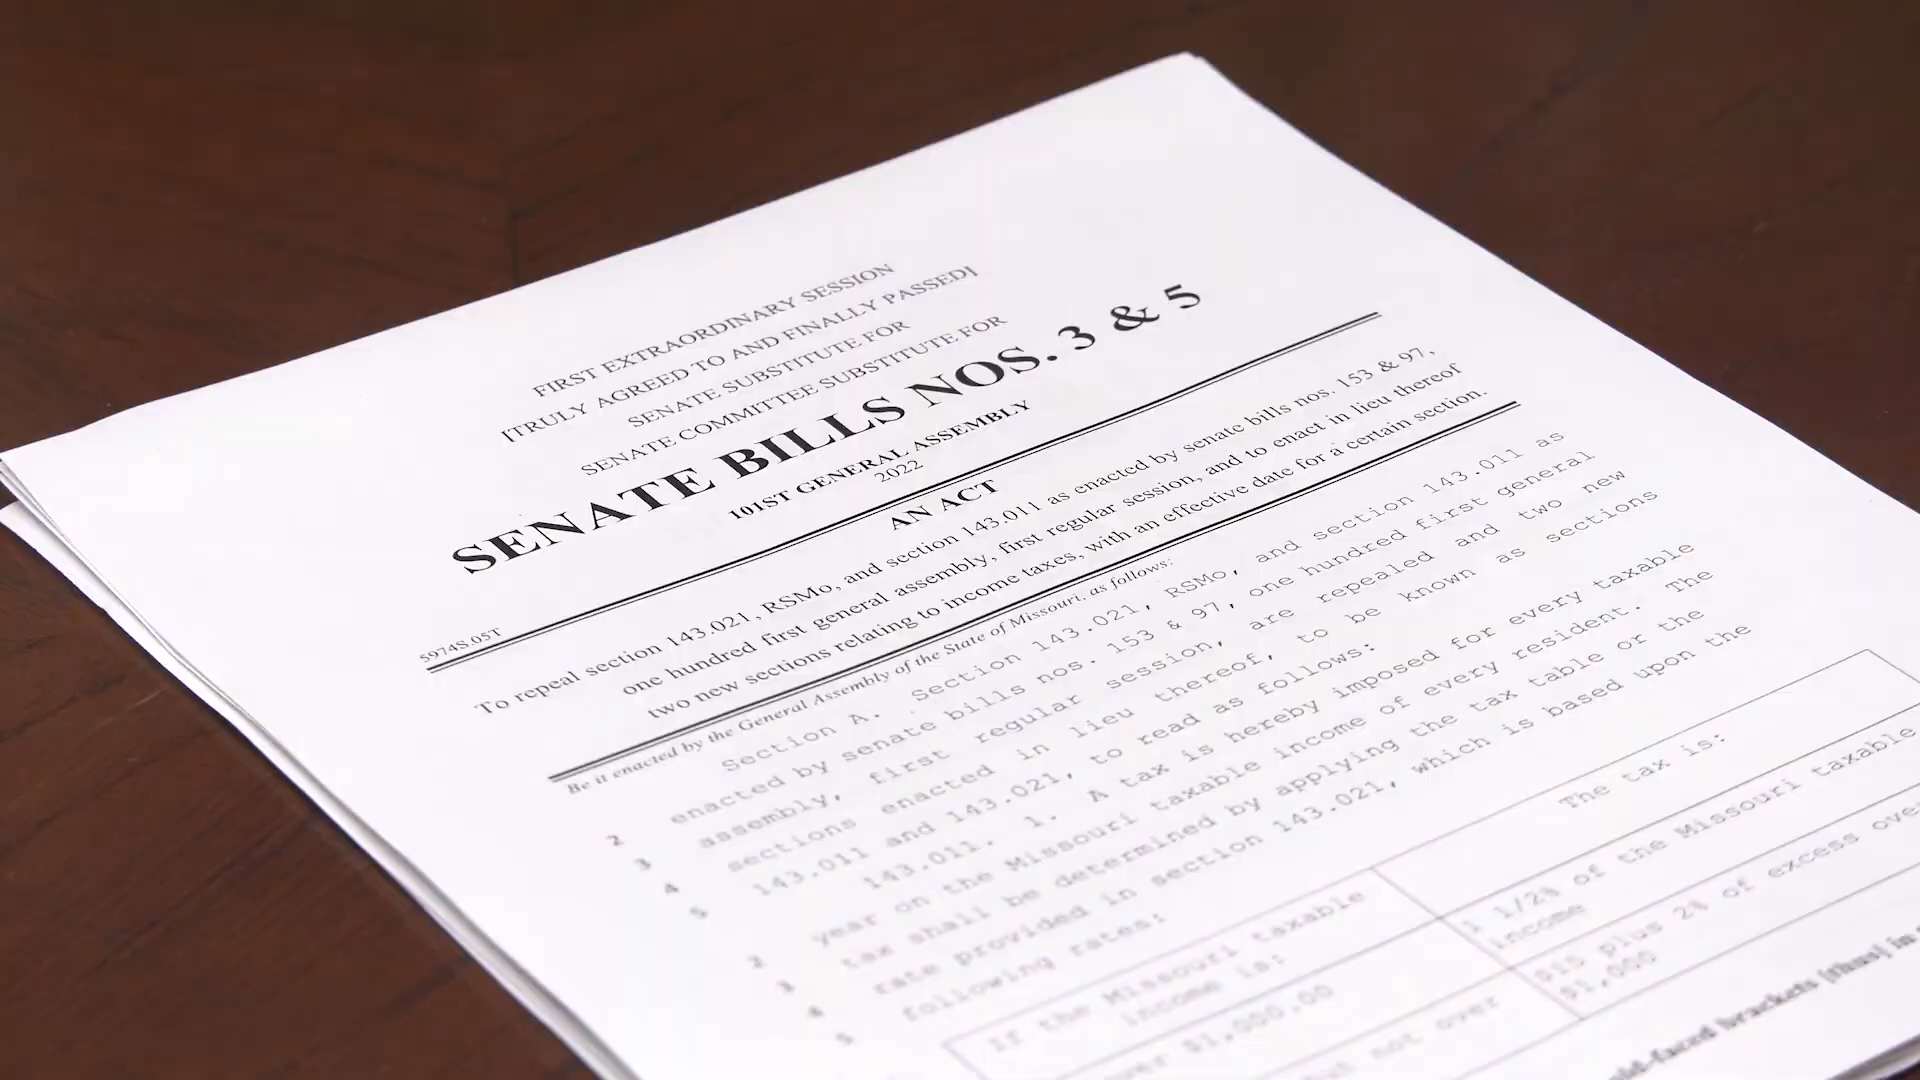 FIRST EXTRAORDINARY SESSION
[TRULY AGREED TO AND FINALLY PASSED]
SENATE SUBSTITUTE FOR
SENATE COMMITTEE SUBSTITUTE FOR
SENATE BILLS NOS. 3 & 5
101ST GENERAL ASSEMBLY
2022
5974S.05T
AN ACT
To repeal section 143.021, RSMo, and section 143.011 as enacted by senate bills nos. 153 & 97,
one hundred first general assembly, first regular session, and to enact in lieu thereof
two new sections relating to income taxes, with an effective date for a certain section.
Be it enacted by the General Assembly of the State of Missouri, as follows:
Section A. Section 143.021, RSMo, and section 143.011 as
2 enacted by senate bills nos. 153 & 97, one hundred first general
3 assembly, first regular session, are repealed and two new
4 sections enacted in lieu thereof, to be known as sections
5 143.011 and 143.021, to read as follows:
143.011. 1. A tax is hereby imposed for every taxable
2 year on the Missouri taxable income of every resident. The
3 tax shall be determined by applying the tax table or the
4 rate provided in section 143.021, which is based upon the
5 following rates:
If the Missouri taxable
income is:
The tax is:
over $1,000.00
1 1/2% of the Missouri taxable
income
but not over
$15 plus 2% of excess over
$1,000
brackets [thus] in